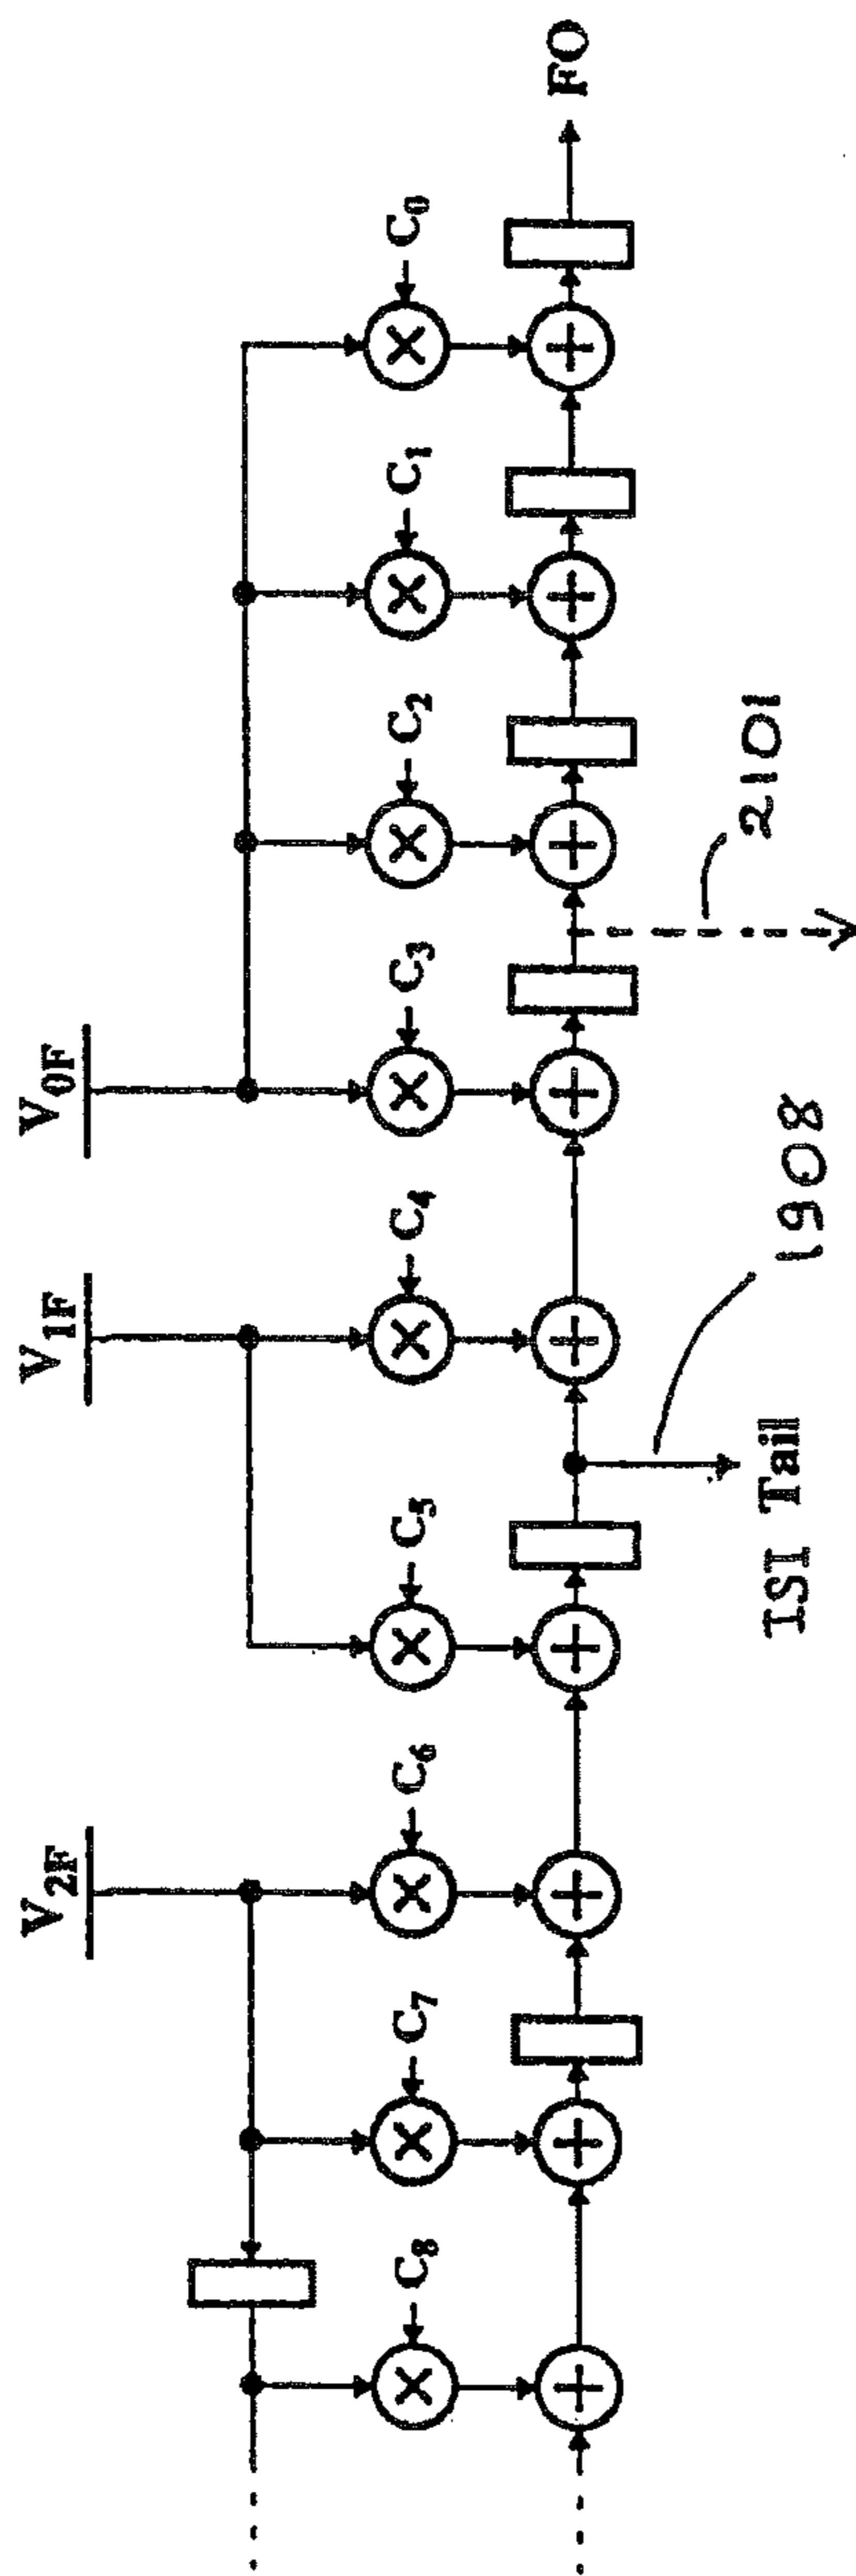 V2F
V1F
V0F
C8
C7
C6
C5
C4
C3
C2
C1
C0
FO
ISI Tail
1908
2101